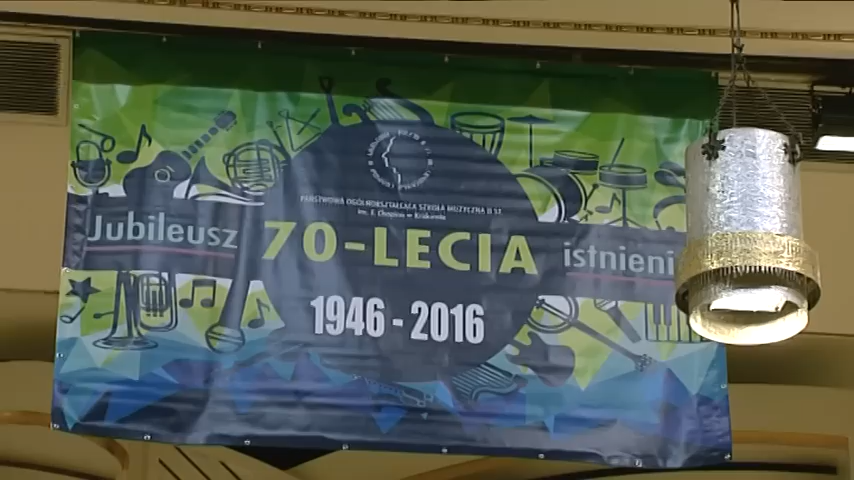 PAŃSTWOWA OGÓLNOKSZTAŁCĄCA SZKOŁA MUZYCZNA II ST.
im. F. Chopina w Krakowie
Jubileusz 70-LECIA istnieni
1946 - 2016